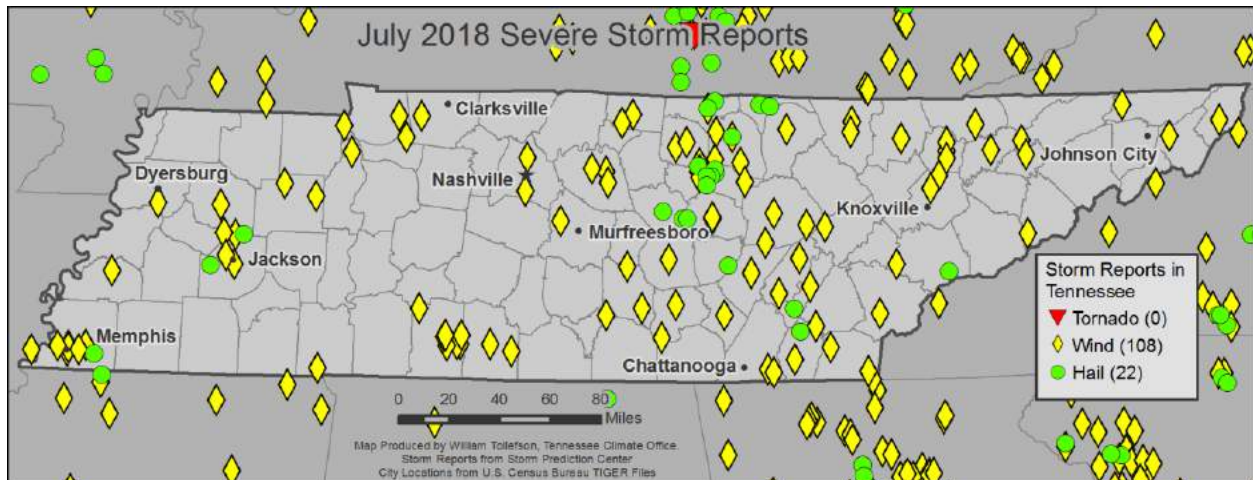 July 2018 Severe Storm Reports
Clarksville
Johnson City
Dyersburg
Nashville
Knoxville
Murfreesboro
Jackson
Storm Reports in
Tennessee
Tornado (0)
Wind (108)
Hail (22)
Memphis
Chattanooga
0 20 40 60 80
Miles
Map Produced by William Tollefson, Tennessee Climate Office.
Storm Reports from Storm Prediction Center
City Locations from U.S. Census Bureau TIGER Files